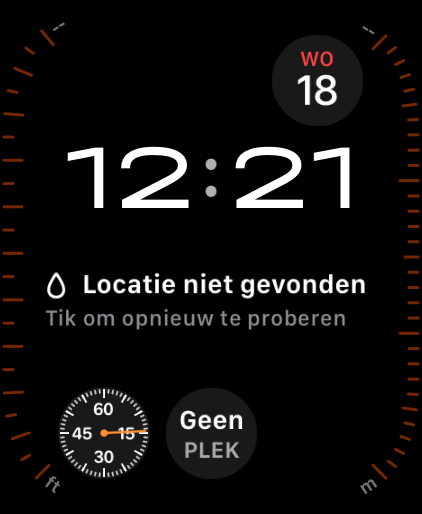 --
--
WO
18
12:21
Locatie niet gevonden
Tik om opnieuw te proberen
60
45
15
30
Geen
PLEK
ft
m